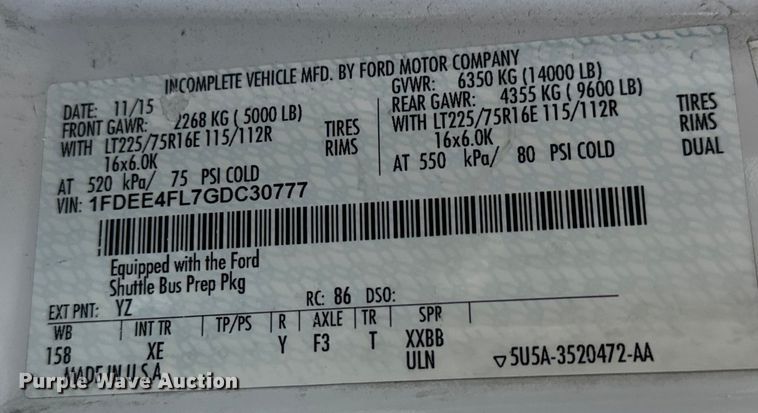 INCOMPLETE VEHICLE MFD. BY FORD MOTOR COMPANY
DATE: 11/15 GVWR: 6350 KG (14000 LB)
FRONT GAWR: 2268 KG ( 5000 LB) REAR GAWR: 4355 KG ( 9600 LB)
WITH LT225/75R16E 115/112R TIRES WITH LT225/75R16E 115/112R TIRES
16x6.0K RIMS 16x6.0K RIMS
AT 520 kPa/ 75 PSI COLD AT 550 kPa/ 80 PSI COLD DUAL
VIN: 1FDEE4FL7GDC30777
Equipped with the Ford
Shuttle Bus Prep Pkg
EXT PNT: YZ RC: 86 DSO:
WB INT TR TP/PS R AXLE TR SPR
158 XE Y F3 T XXBB
MADE IN U.S.A. ULN ▽5U5A-3520472-AA
Purple Wave Auction